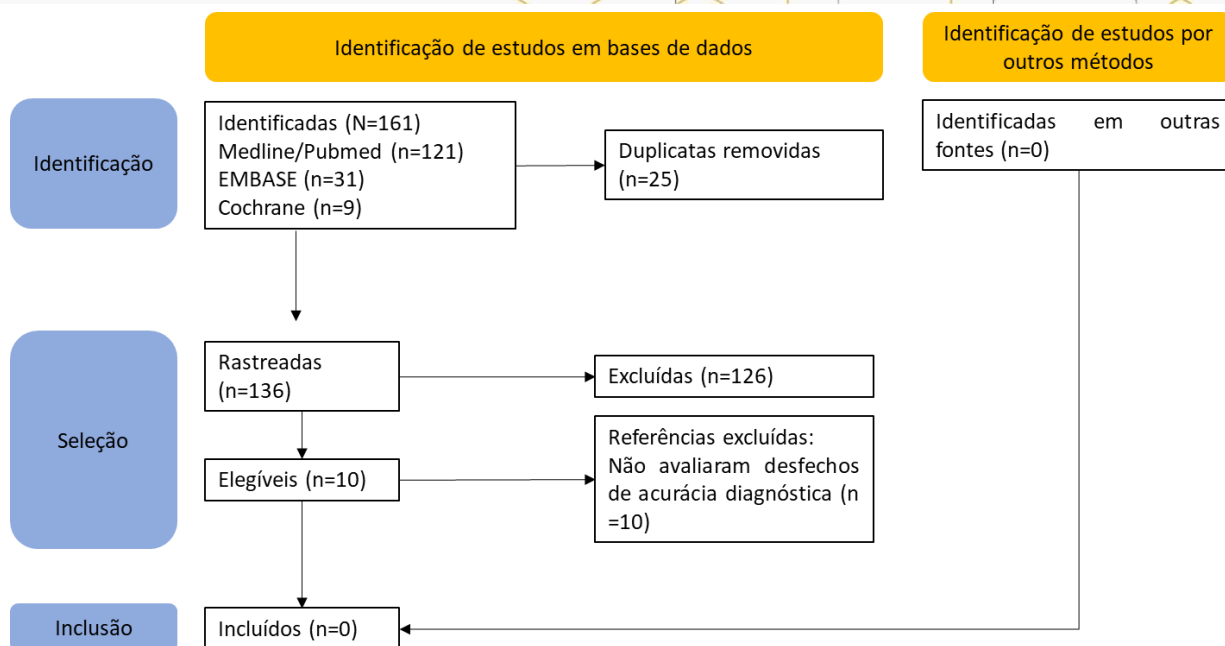 Identificação de estudos em bases de dados
Identificação de estudos por
outros métodos
Identificação
Identificadas (N=161)
Medline/Pubmed (n=121)
EMBASE (n=31)
Cochrane (n=9)
Duplicatas removidas
(n=25)
Identificadas em outras
fontes (n=0)
Seleção
Rastreadas
(n=136)
Excluídas (n=126)
Elegíveis (n=10)
Referências excluídas:
Não avaliaram desfechos
de acurácia diagnóstica (n
=10)
Inclusão
Incluídos (n=0)